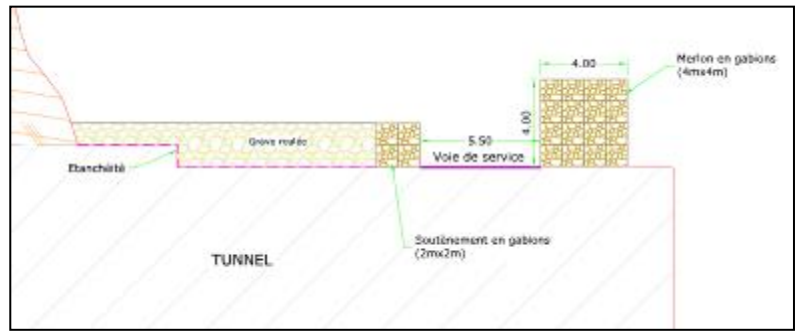 4.00
Merlon en gabions
(4mx4m)
4.00
Grave roulée
5.50
Voie de service
Etanchéité
Soutènement en gabions
(2mx2m)
TUNNEL